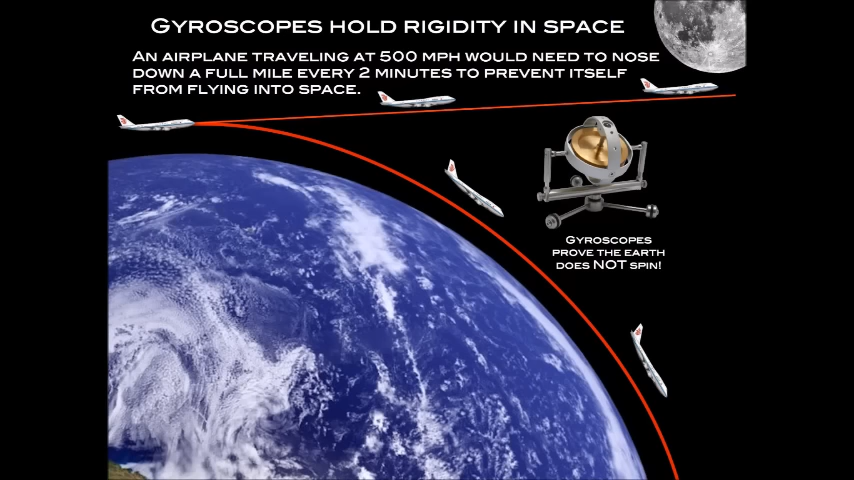 Gyroscopes hold rigidity in space
An airplane traveling at 500 mph would need to nose
down a full mile every 2 minutes to prevent itself
from flying into space.
Gyroscopes
prove the earth
does NOT spin!